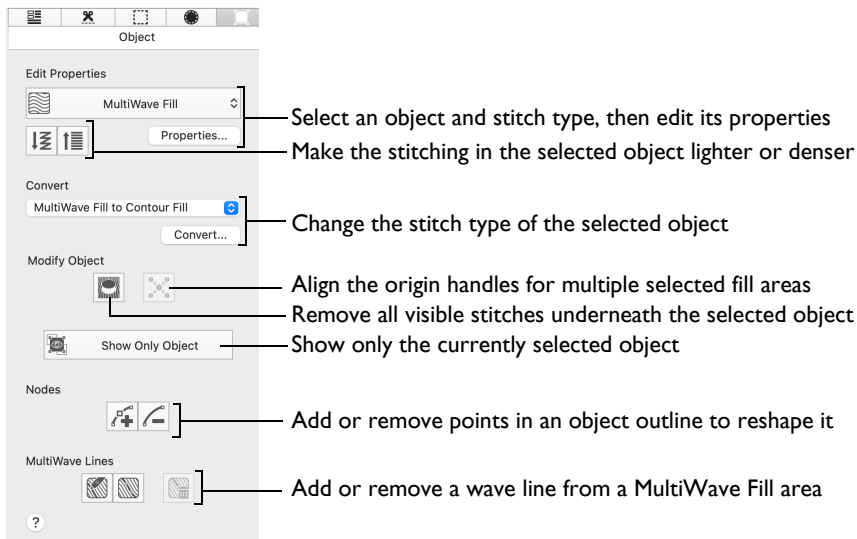 Object
Edit Properties
MultiWave Fill
Select an object and stitch type, then edit its properties
Properties...
Make the stitching in the selected object lighter or denser
Convert
MultiWave Fill to Contour Fill
Change the stitch type of the selected object
Convert...
Modify Object
Align the origin handles for multiple selected fill areas
Remove all visible stitches underneath the selected object
Show Only Object
Show only the currently selected object
Nodes
Add or remove points in an object outline to reshape it
MultiWave Lines
Add or remove a wave line from a MultiWave Fill area
?